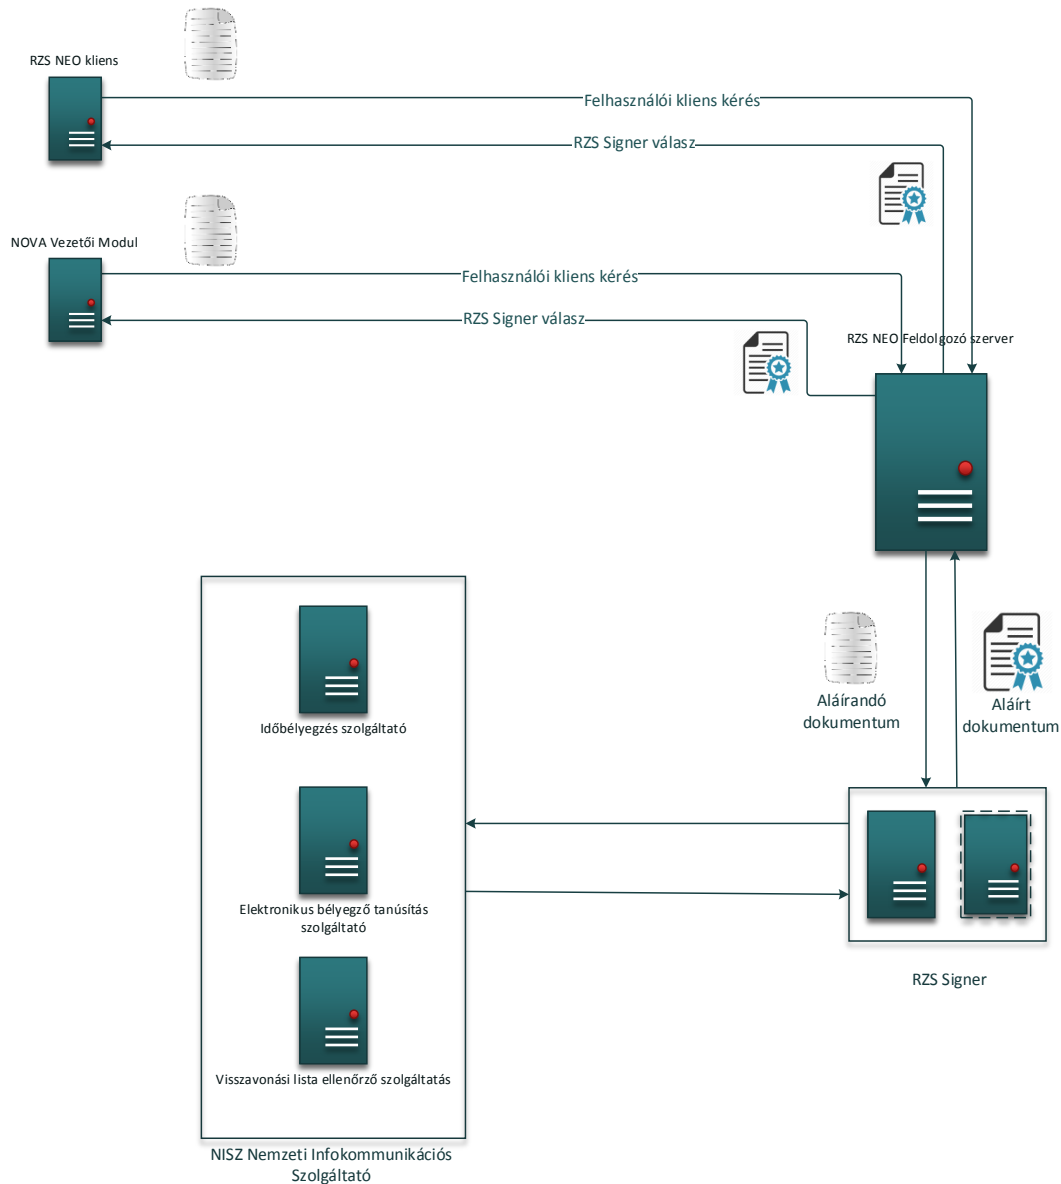 RZS NEO kliens
Felhasználói kliens kérés
RZS Signer válasz
NOVA Vezetői Modul
Felhasználói kliens kérés
RZS Signer válasz
RZS NEO Feldolgozó szerver
Aláírandó
dokumentum
Aláírt
dokumentum
Időbélyegzés szolgáltató
Elektronikus bélyegző tanúsítás
szolgáltató
Visszavonási lista ellenőrző szolgáltatás
RZS Signer
NISZ Nemzeti Infokommunikációs
Szolgáltató